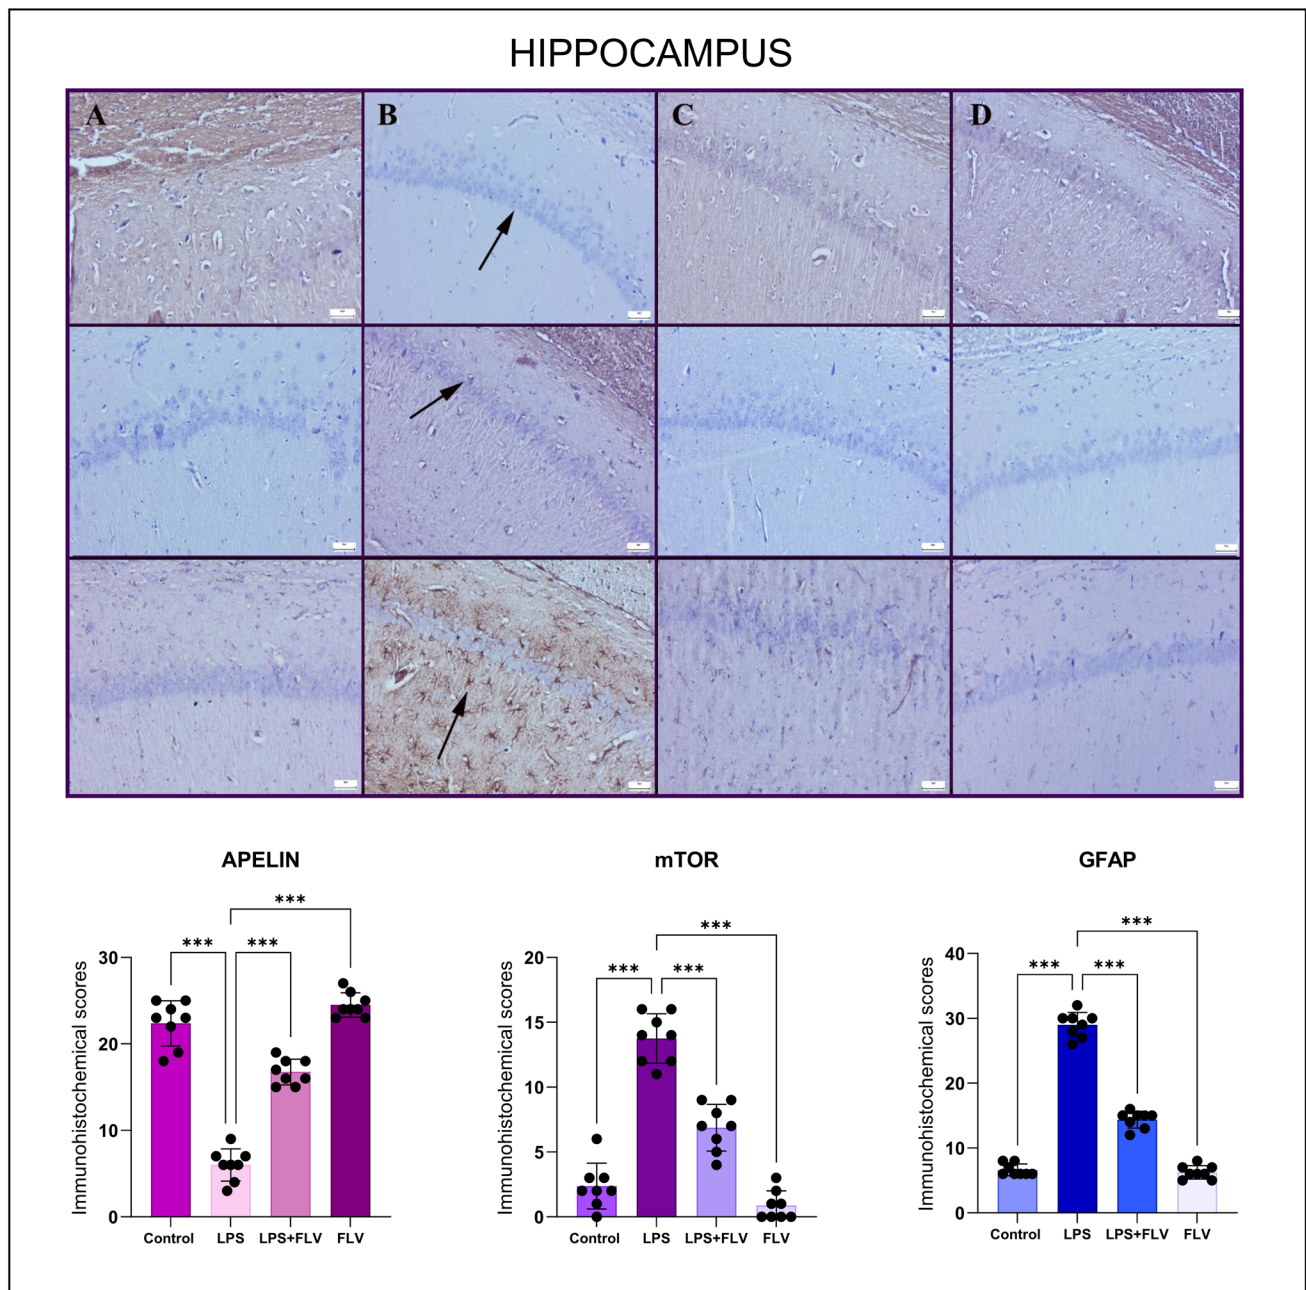 HIPPOCAMPUS
A B C D
APELIN
mTOR
GFAP
Immunohistochemical scores
30
20
10
0
***
***
***
Control LPS LPS+FLV FLV
Immunohistochemical scores
20
15
10
5
0
***
***
***
Control LPS LPS+FLV FLV
Immunohistochemical scores
40
30
20
10
0
***
***
***
Control LPS LPS+FLV FLV